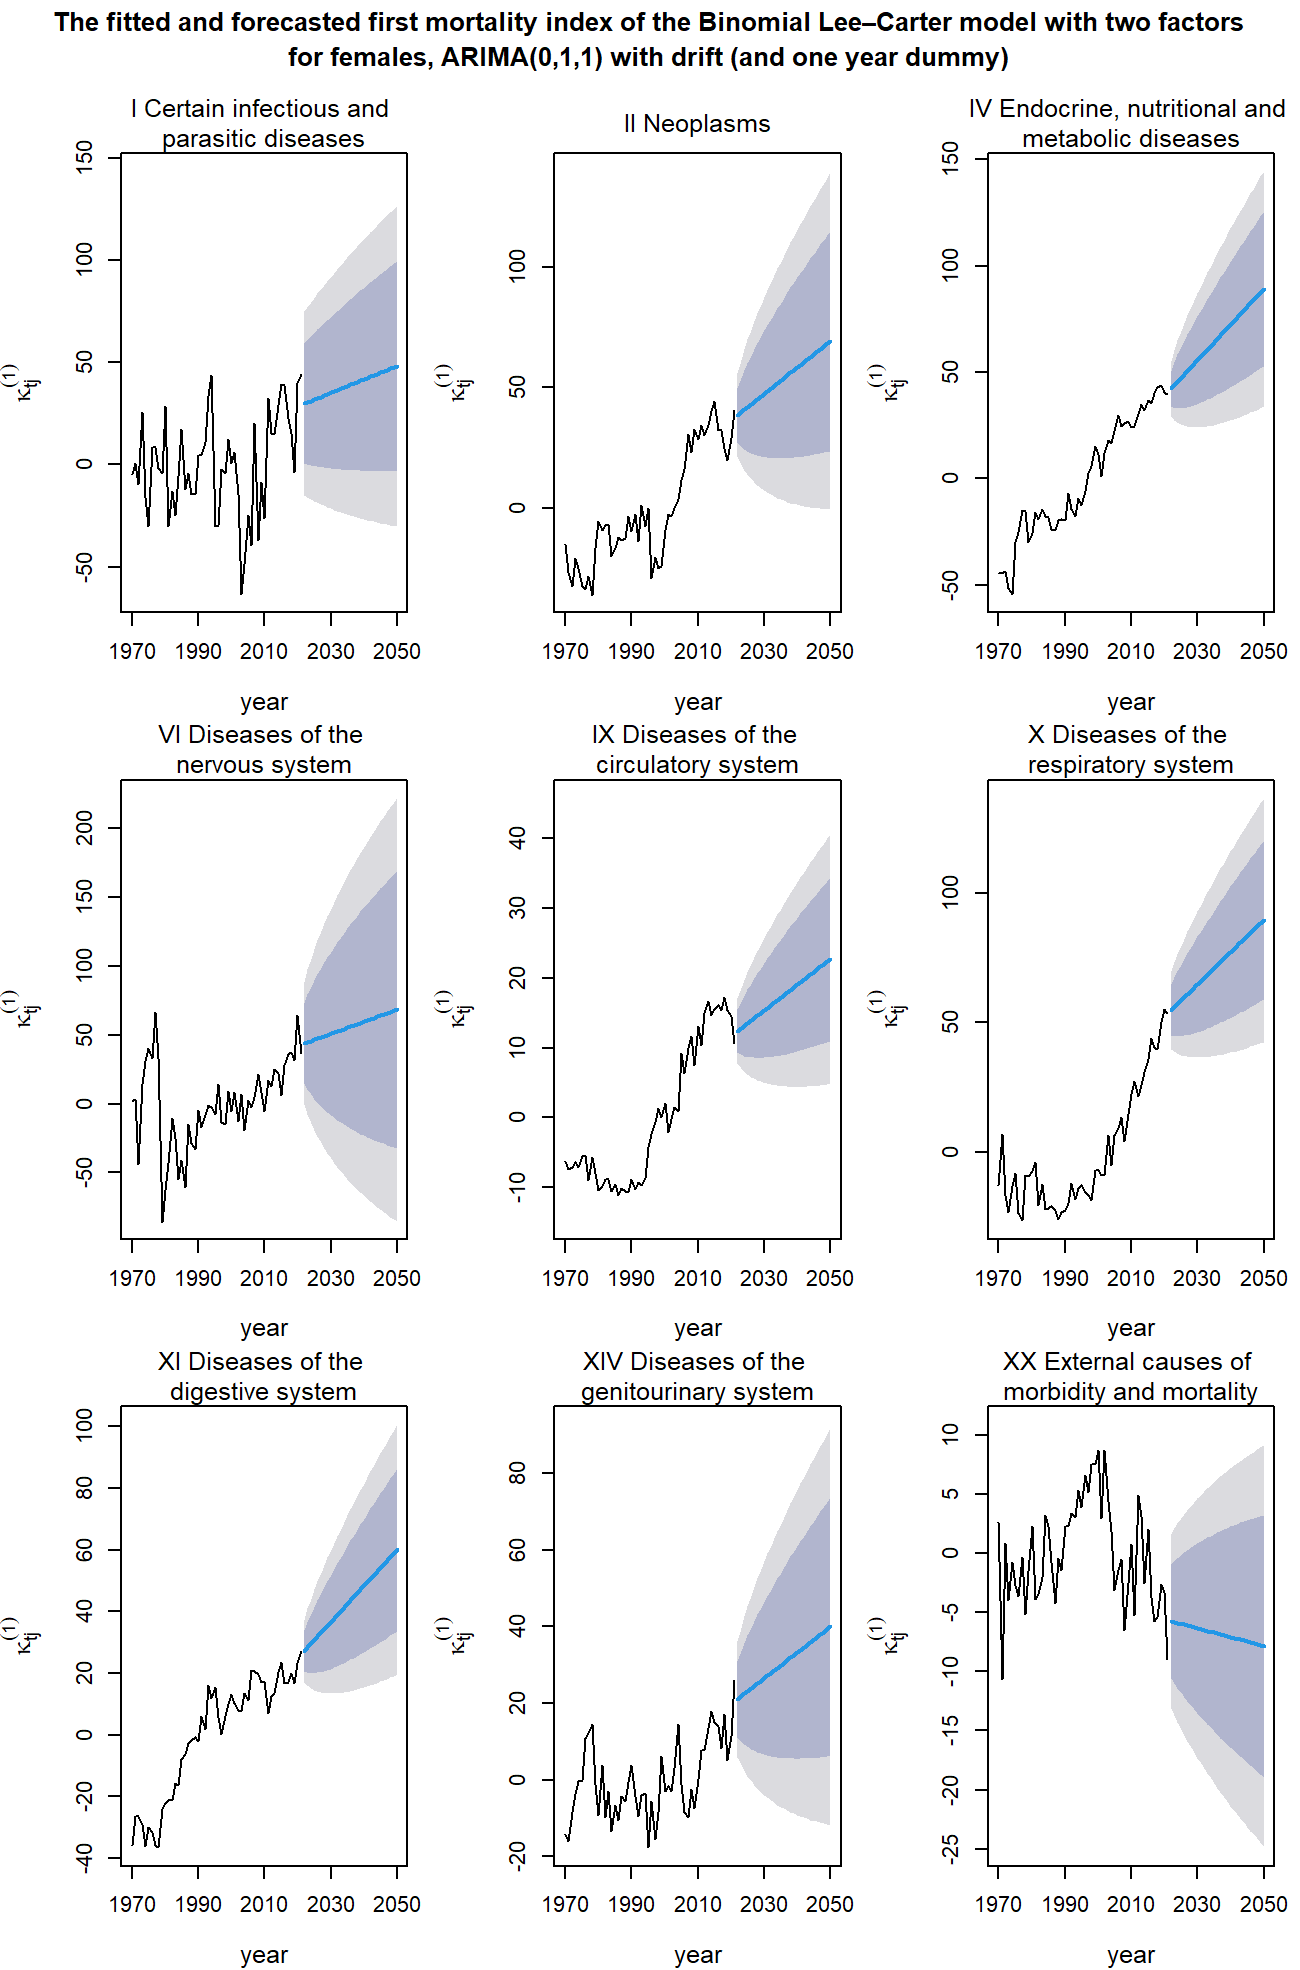 The fitted and forecasted first mortality index of the Binomial Lee–Carter model with two factors
for females, ARIMA(0,1,1) with drift (and one year dummy)
I Certain infectious and
parasitic diseases
150
100
50
0
-50
κtj(1)
1970 1990 2010 2030 2050
year
II Neoplasms
100
50
0
κtj(1)
1970 1990 2010 2030 2050
year
IV Endocrine, nutritional and
metabolic diseases
150
100
50
0
-50
κtj(1)
1970 1990 2010 2030 2050
year
VI Diseases of the
nervous system
200
150
100
50
0
-50
κtj(1)
1970 1990 2010 2030 2050
year
IX Diseases of the
circulatory system
40
30
20
10
0
-10
κtj(1)
1970 1990 2010 2030 2050
year
X Diseases of the
respiratory system
100
50
0
κtj(1)
1970 1990 2010 2030 2050
year
XI Diseases of the
digestive system
100
80
60
40
20
0
-20
-40
κtj(1)
1970 1990 2010 2030 2050
year
XIV Diseases of the
genitourinary system
80
60
40
20
0
-20
κtj(1)
1970 1990 2010 2030 2050
year
XX External causes of
morbidity and mortality
10
5
0
-5
-10
-15
-20
-25
κtj(1)
1970 1990 2010 2030 2050
year